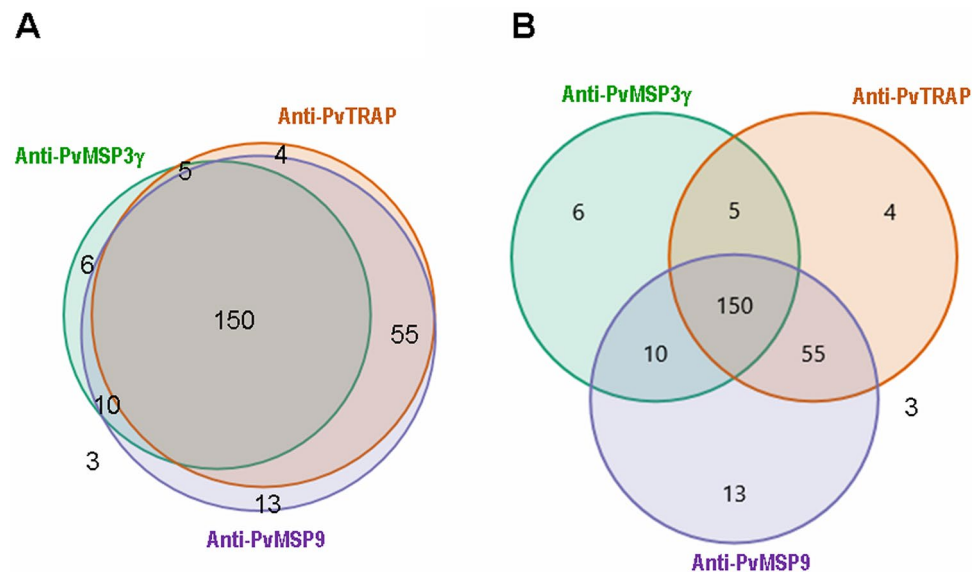 A
Anti-PvTRAP
Anti-PvMSP3γ
4
5
6
150
55
10
3
13
Anti-PvMSP9
B
Anti-PvMSP3γ
Anti-PvTRAP
6
5
4
150
10
55
3
13
Anti-PvMSP9